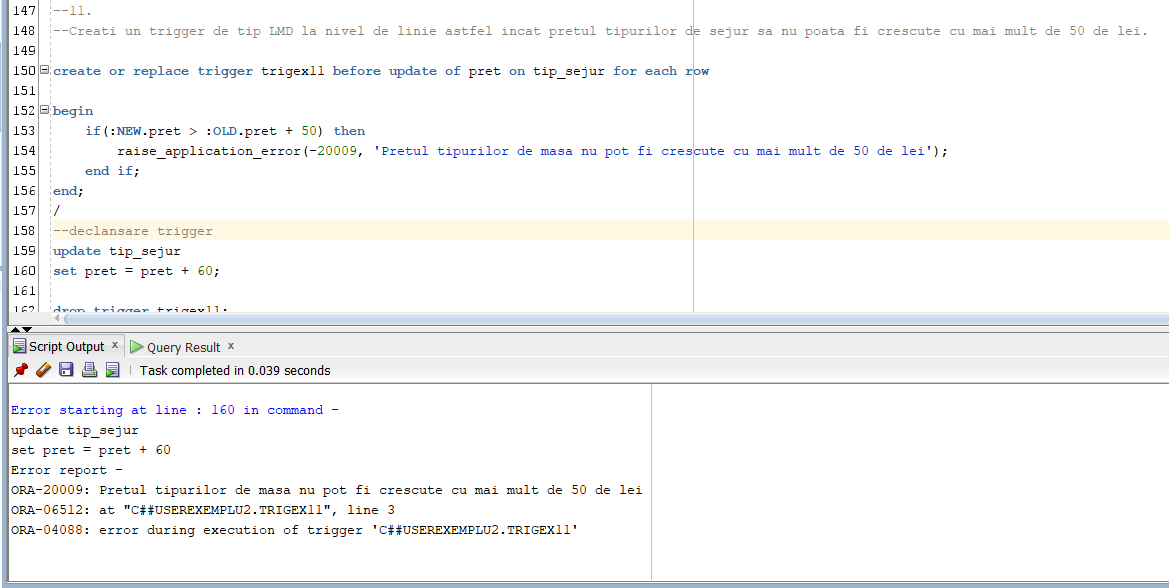 147
148
149
150
151
152
153
154
155
156
157
158
159
160
161
162
--11.
--Creati un trigger de tip LMD la nivel de linie astfel incat pretul tipurilor de sejur sa nu poata fi crescute cu mai mult de 50 de lei.
create or replace trigger trigex11 before update of pret on tip_sejur for each row
begin
if(:NEW.pret > :OLD.pret + 50) then
raise_application_error(-20009, 'Pretul tipurilor de masa nu pot fi crescute cu mai mult de 50 de lei');
end if;
end;
/
--declansare trigger
update tip_sejur
set pret = pret + 60;
drop trigger trigex11;
Script Output x Query Result x
Task completed in 0.039 seconds
Error starting at line : 160 in command -
update tip_sejur
set pret = pret + 60
Error report -
ORA-20009: Pretul tipurilor de masa nu pot fi crescute cu mai mult de 50 de lei
ORA-06512: at "C##USEREXEMPLU2.TRIGEX11", line 3
ORA-04088: error during execution of trigger 'C##USEREXEMPLU2.TRIGEX11'